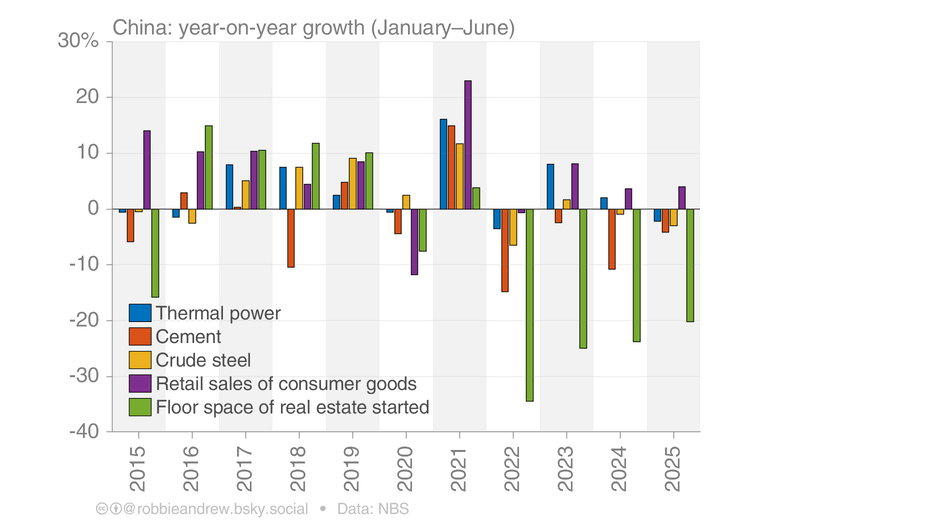 China: year-on-year growth (January–June)
30%
20
10
0
-10
-20
-30
-40
Thermal power
Cement
Crude steel
Retail sales of consumer goods
Floor space of real estate started
2015 2016 2017 2018 2019 2020 2021 2022 2023 2024 2025
@robbieandrew.bsky.social • Data: NBS